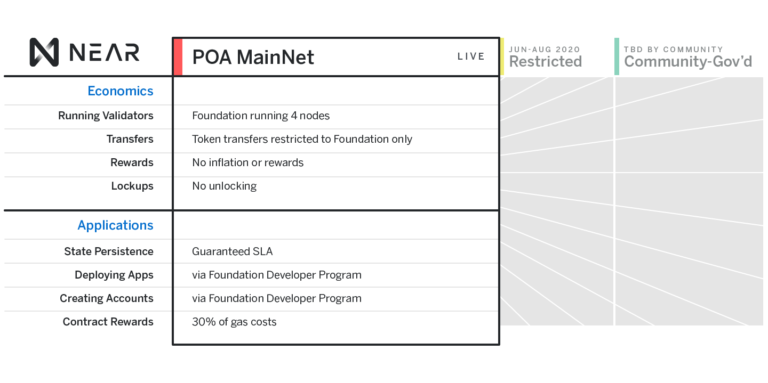 NEAR
POA MainNet
LIVE
JUN-AUG 2020
Restricted
TBD BY COMMUNITY
Community-Gov'd
Economics
Running Validators Foundation running 4 nodes
Transfers Token transfers restricted to Foundation only
Rewards No inflation or rewards
Lockups No unlocking
Applications
State Persistence Guaranteed SLA
Deploying Apps via Foundation Developer Program
Creating Accounts via Foundation Developer Program
Contract Rewards 30% of gas costs